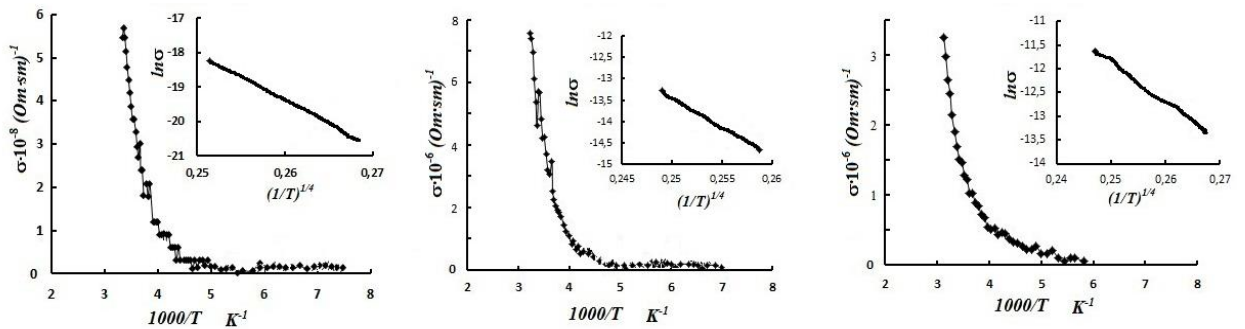 6
5
4
3
2
1
0
σ·10⁻⁸ (Om·sm)⁻¹
2 3 4 5 6 7 8
1000/T K⁻¹
-17
-18
-19
-20
-21
lnσ
0,25 0,26 0,27
(1/T)¹/⁴
8
6
4
2
0
σ·10⁻⁶ (Om·sm)⁻¹
2 3 4 5 6 7 8
1000/T K⁻¹
-12
-12,5
-13
-13,5
-14
-14,5
-15
lnσ
0,245 0,25 0,255 0,26
(1/T)¹/⁴
3
2
1
0
σ·10⁻⁶ (Om·sm)⁻¹
2 3 4 5 6 7 8
1000/T K⁻¹
-11
-11,5
-12
-12,5
-13
-13,5
-14
lnσ
0,24 0,25 0,26 0,27
(1/T)¹/⁴